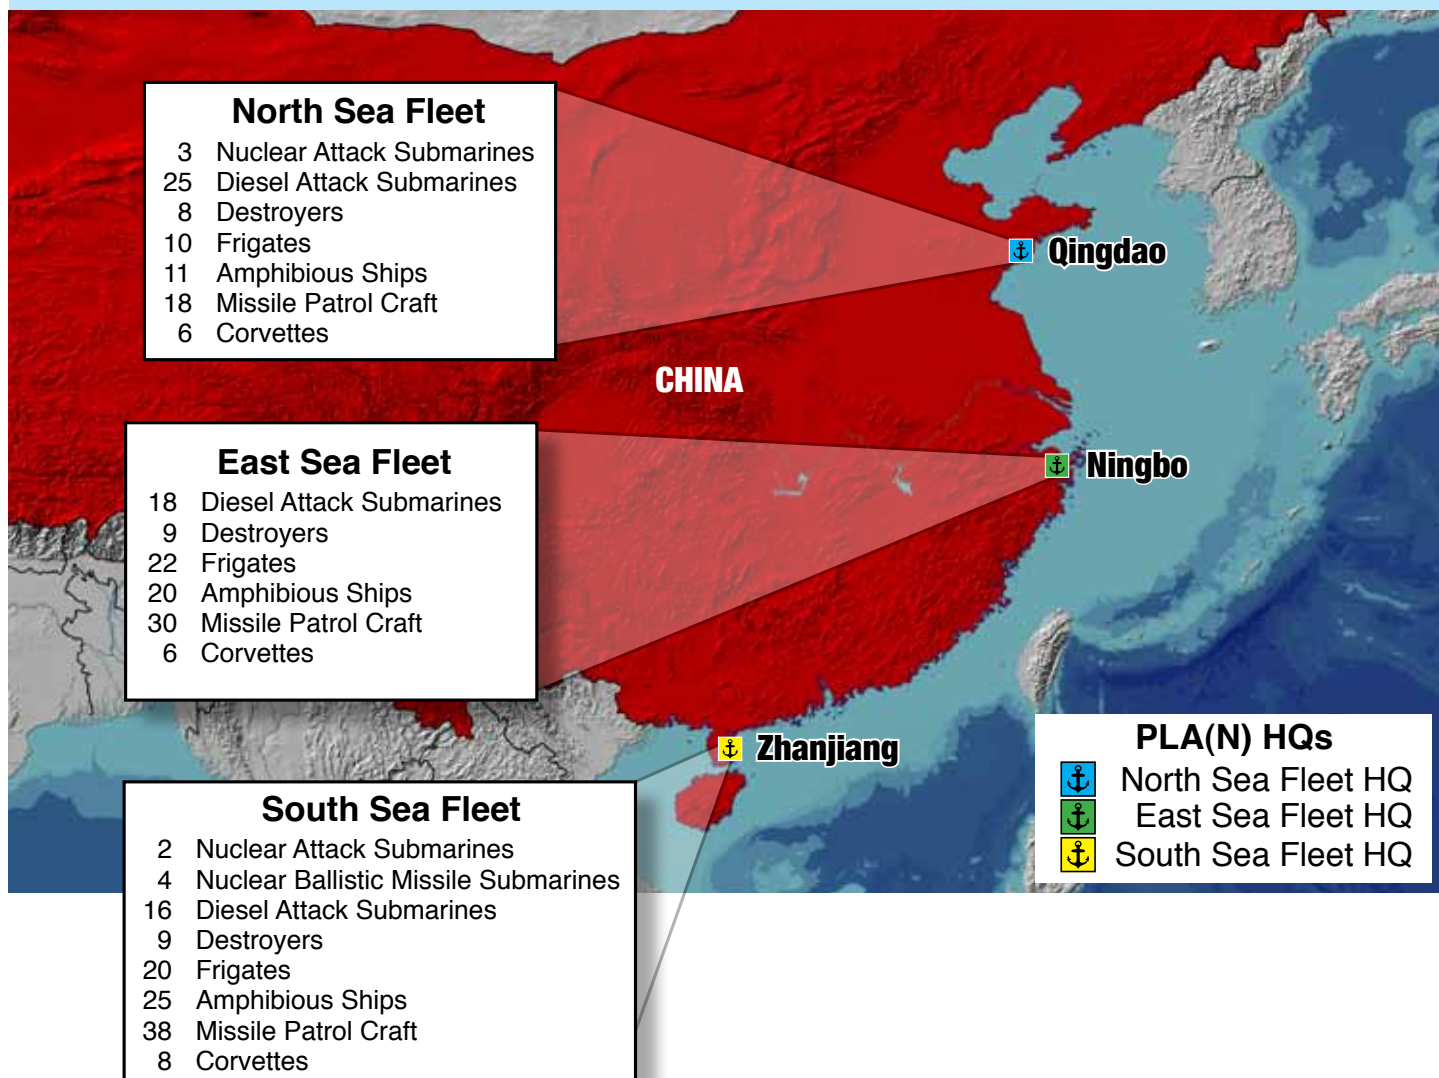 North Sea Fleet
3 Nuclear Attack Submarines
25 Diesel Attack Submarines
8 Destroyers
10 Frigates
11 Amphibious Ships
18 Missile Patrol Craft
6 Corvettes
Qingdao
CHINA
East Sea Fleet
18 Diesel Attack Submarines
9 Destroyers
22 Frigates
20 Amphibious Ships
30 Missile Patrol Craft
6 Corvettes
Ningbo
Zhanjiang
South Sea Fleet
2 Nuclear Attack Submarines
4 Nuclear Ballistic Missile Submarines
16 Diesel Attack Submarines
9 Destroyers
20 Frigates
25 Amphibious Ships
38 Missile Patrol Craft
8 Corvettes
PLA(N) HQs
North Sea Fleet HQ
East Sea Fleet HQ
South Sea Fleet HQ